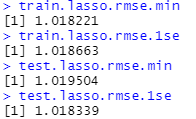 > train.lasso.rmse.min
[1] 1.018221
> train.lasso.rmse.1se
[1] 1.018663
> test.lasso.rmse.min
[1] 1.019504
> test.lasso.rmse.1se
[1] 1.018339